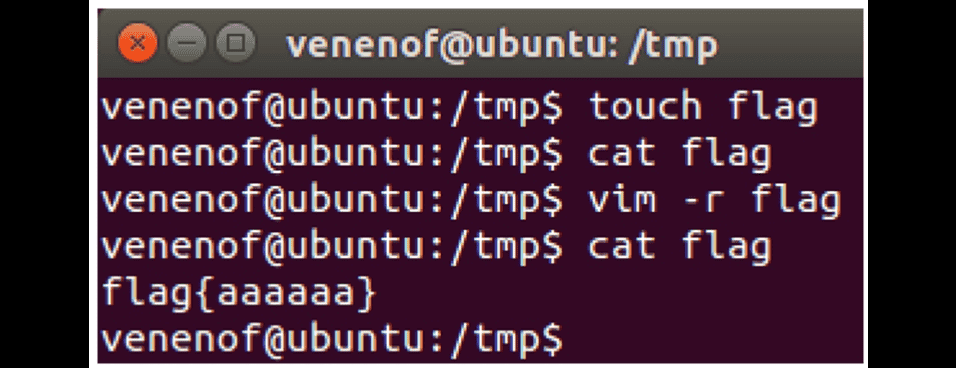 venenof@ubuntu: /tmp
venenof@ubuntu:/tmp$ touch flag
venenof@ubuntu:/tmp$ cat flag
venenof@ubuntu:/tmp$ vim -r flag
venenof@ubuntu:/tmp$ cat flag
flag{aaaaaa}
venenof@ubuntu:/tmp$